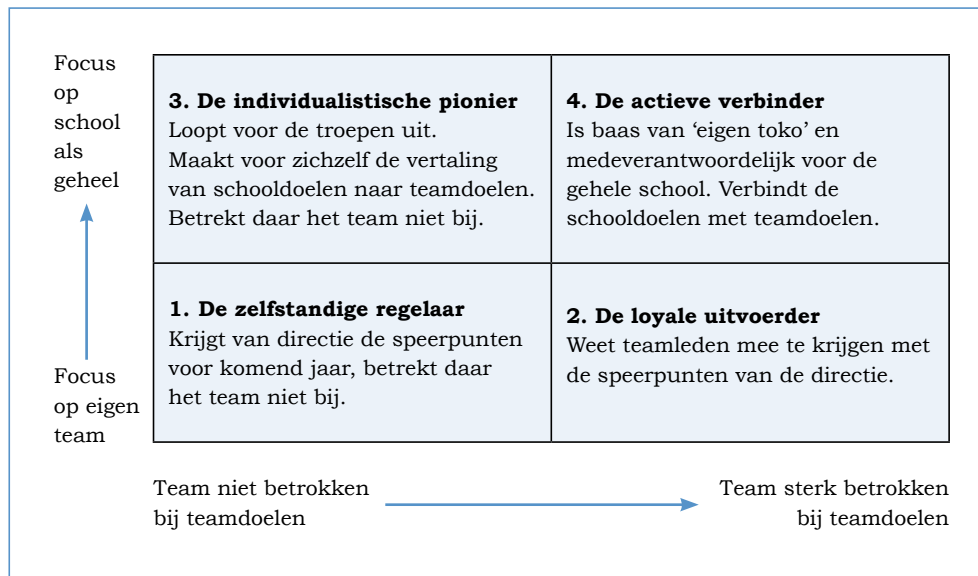 Focus
op
school
als
geheel
3. De individualistische pionier
Loopt voor de troepen uit.
Maakt voor zichzelf de vertaling
van schooldoelen naar teamdoelen.
Betrekt daar het team niet bij.
4. De actieve verbinder
Is baas van ‘eigen toko’ en
medeverantwoordelijk voor de
gehele school. Verbindt de
schooldoelen met teamdoelen.
Focus
op eigen
team
1. De zelfstandige regelaar
Krijgt van directie de speerpunten
voor komend jaar, betrekt daar
het team niet bij.
2. De loyale uitvoerder
Weet teamleden mee te krijgen met
de speerpunten van de directie.
Team niet betrokken
bij teamdoelen
Team sterk betrokken
bij teamdoelen